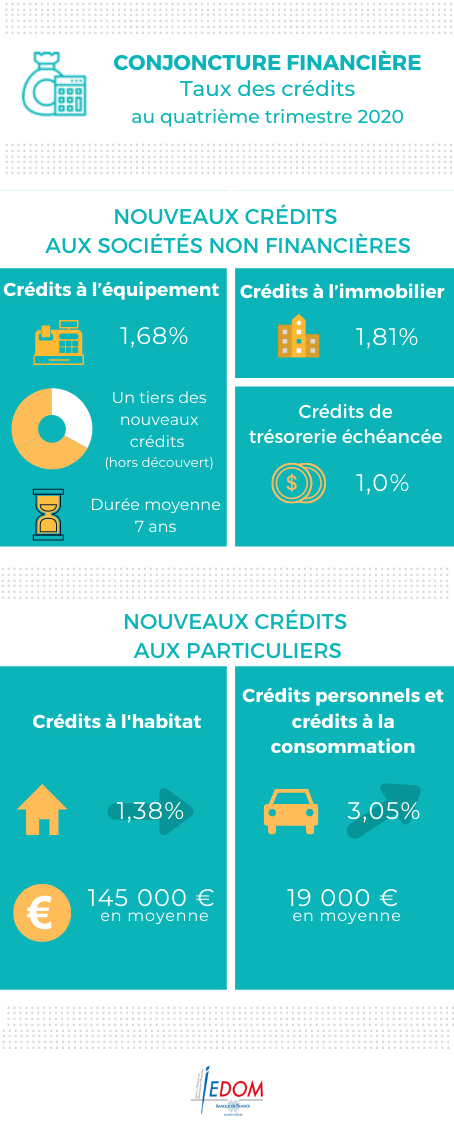 CONJONCTURE FINANCIÈRE
Taux des crédits
au quatrième trimestre 2020
NOUVEAUX CRÉDITS
AUX SOCIÉTÉS NON FINANCIÈRES
Crédits à l’équipement
1,68%
Un tiers des
nouveaux
crédits
(hors découvert)
Durée moyenne
7 ans
Crédits à l’immobilier
1,81%
Crédits de
trésorerie échéancée
$
1,0%
NOUVEAUX CRÉDITS
AUX PARTICULIERS
Crédits à l'habitat
1,38%
€
145 000 €
en moyenne
Crédits personnels et
crédits à la
consommation
3,05%
19 000 €
en moyenne
IEDOM
BANQUE DE FRANCE